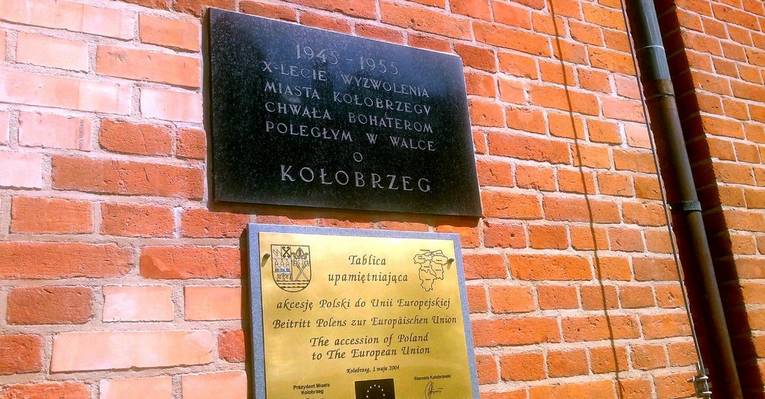 1945-1955
X-LECIE WYZWOLENIA
MIASTA KOŁOBRZEGU
CHWAŁA BOHATEROM
POLEGŁYM W WALCE
O
KOŁOBRZEG
Tablica
upamiętniająca
akcesję Polski do Unii Europejskiej
Beitritt Polens zur Europäischen Union
The accession of Poland
to The European Union
Kołobrzeg, 1 maja 2004
Prezydent Miasta
Kołobrzeg
Starosta Kołobrzeski